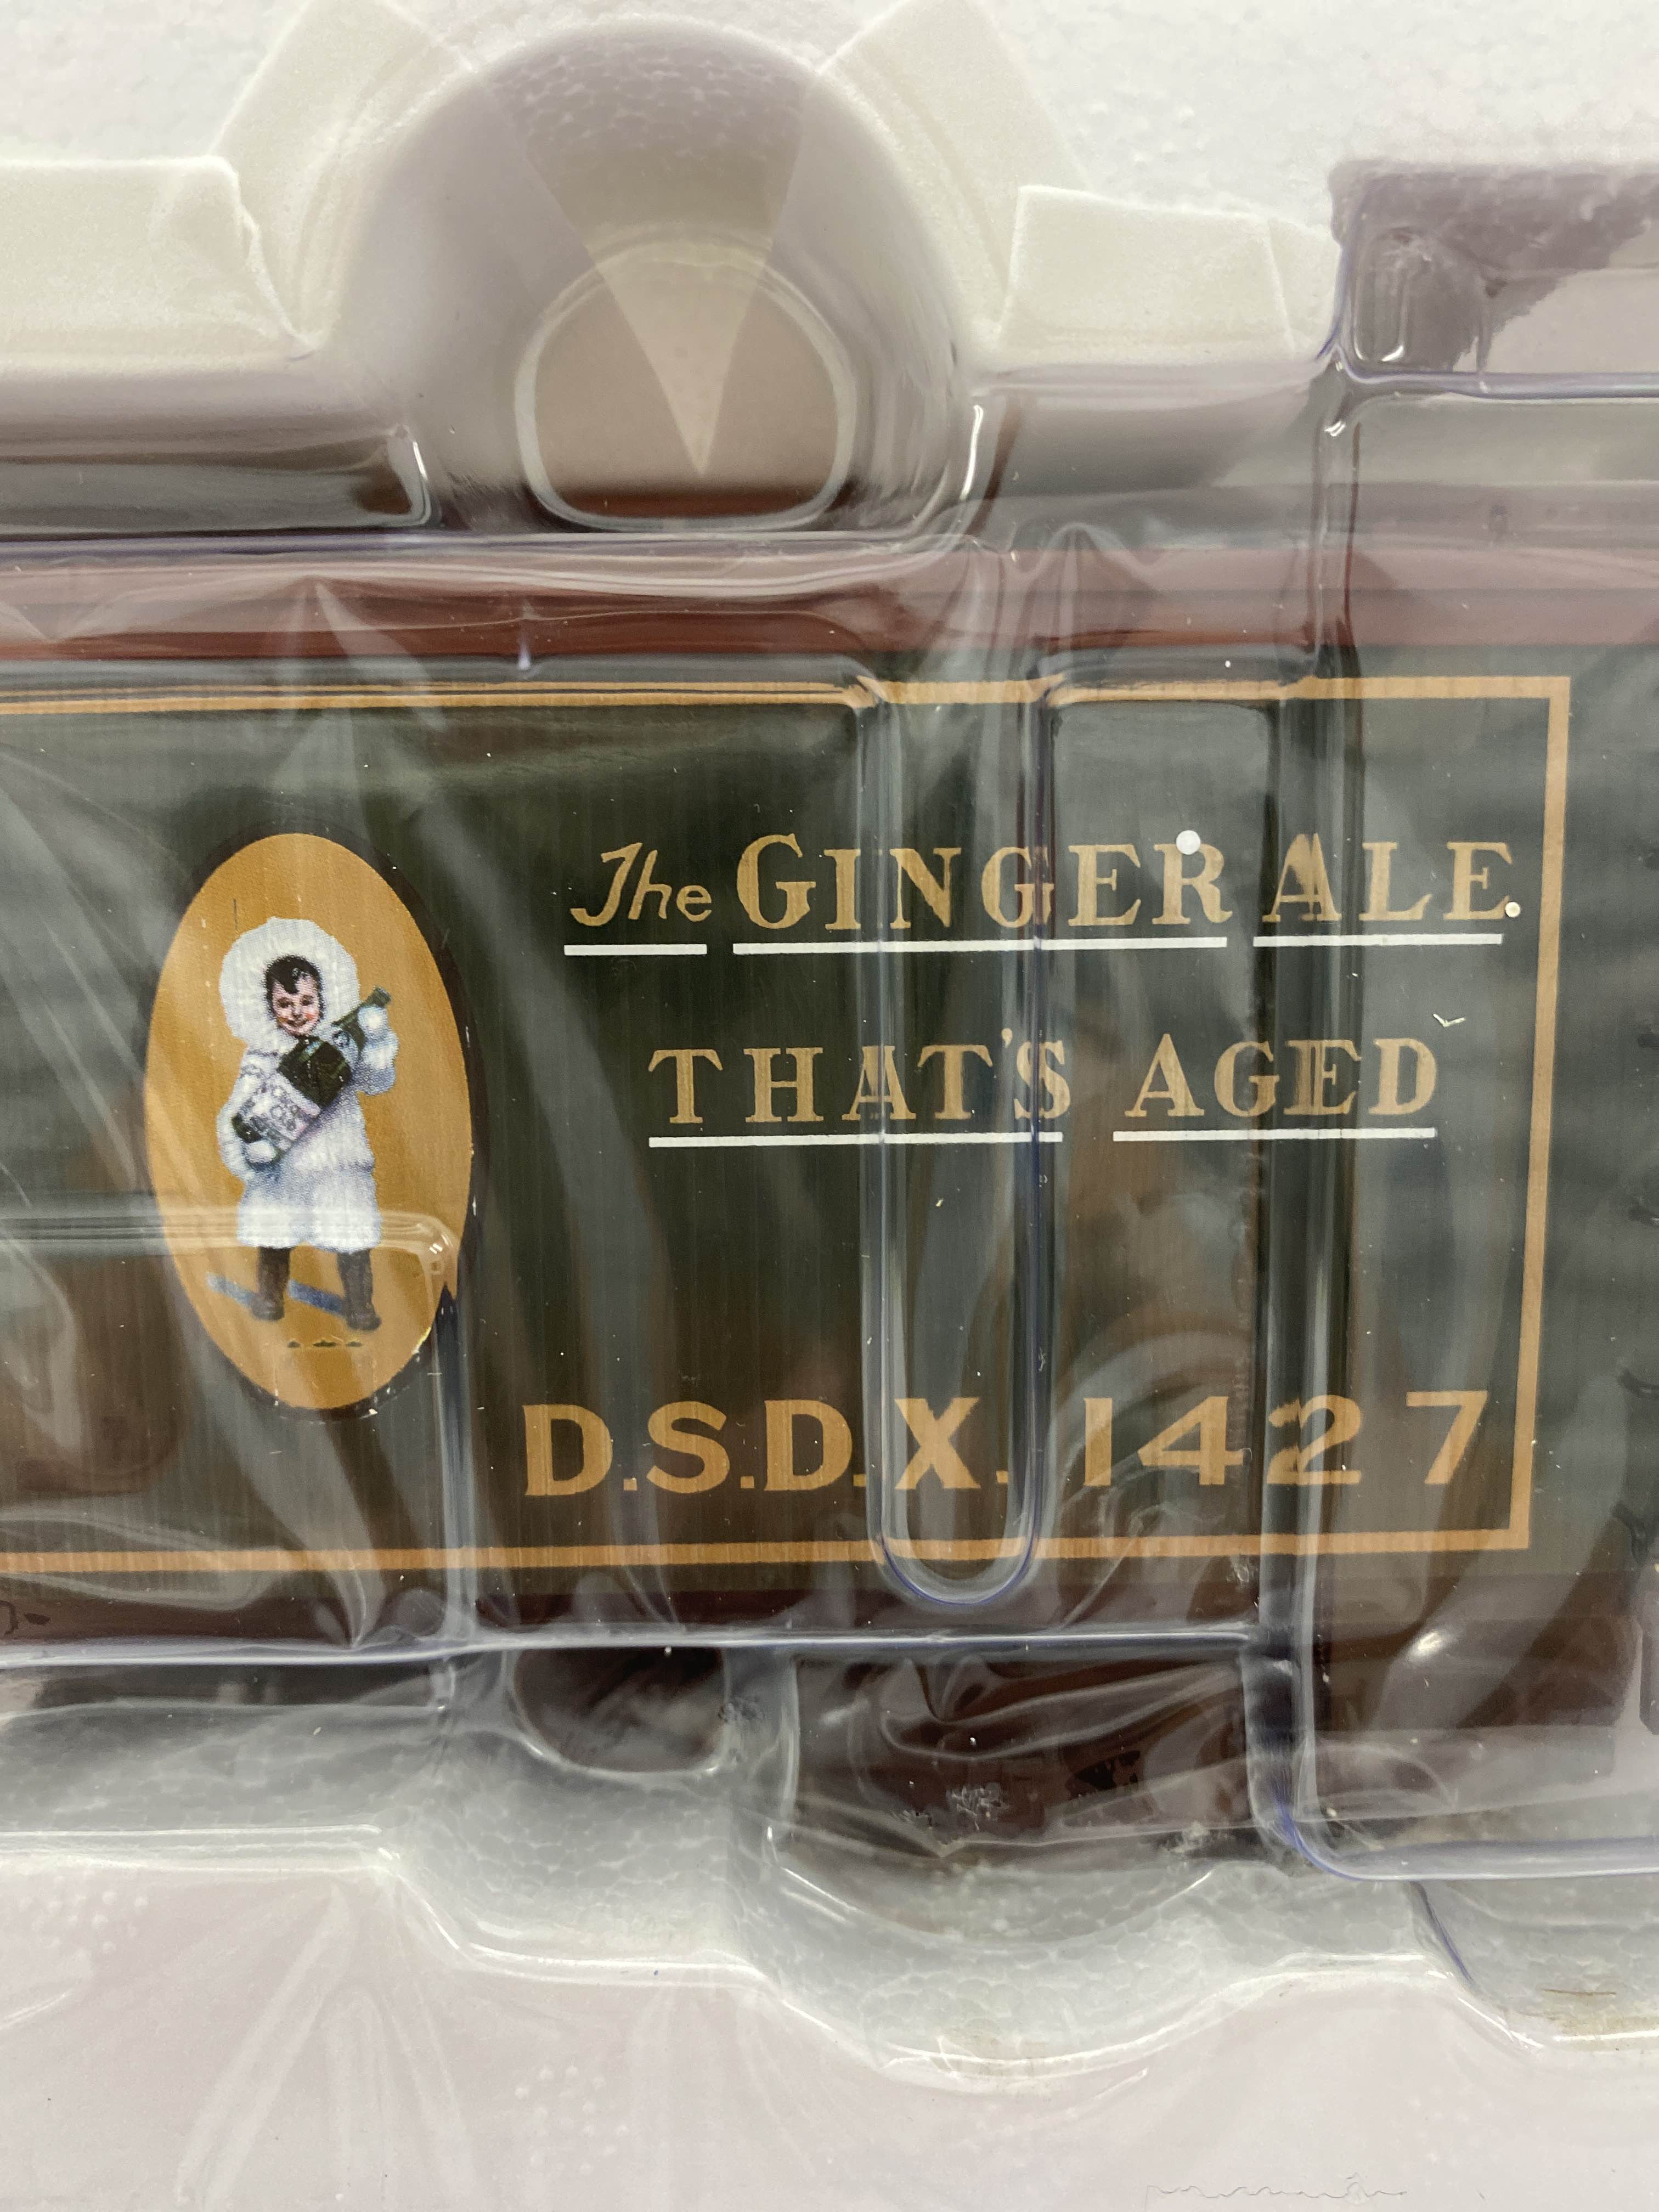 The GINGER ALE
THAT'S AGED
D.S.D.X. 1427